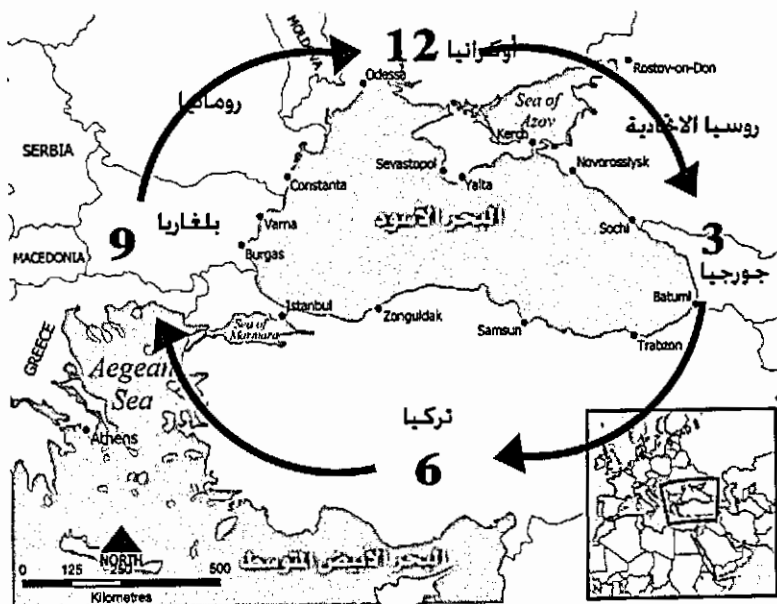 MOLDOVA
12
أوكرانيا
Odessa
Rostov-on-Don
رومانيا
Sea of
Azov
روسيا الاتحادية
Kerch
SERBIA
Sevastopol
Yalta
Novorossiysk
Constanta
البحر الأسود
بلغاريا
Varna
Sochi
3
9
MACEDONIA
Burgas
جورجيا
Batumi
Istanbul
Zonguldak
Sea of
Marmara
Samsun
Trabzon
GREECE
Aegean
Sea
تركيا
Athens
6
NORTH
البحر الابيض المتوسط
0 125 250 500
Kilometres